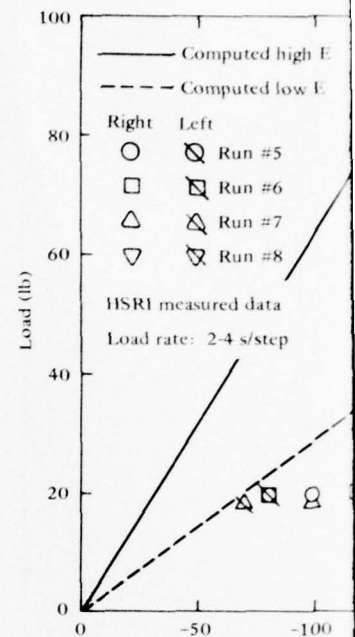 100
Computed high E
Computed low E
80
Right Left
Run #5
Run #6
Run #7
60
Run #8
Load (lb)
HSRI measured data
Load rate: 2-4 s/step
40
20
0
0 -50 -100